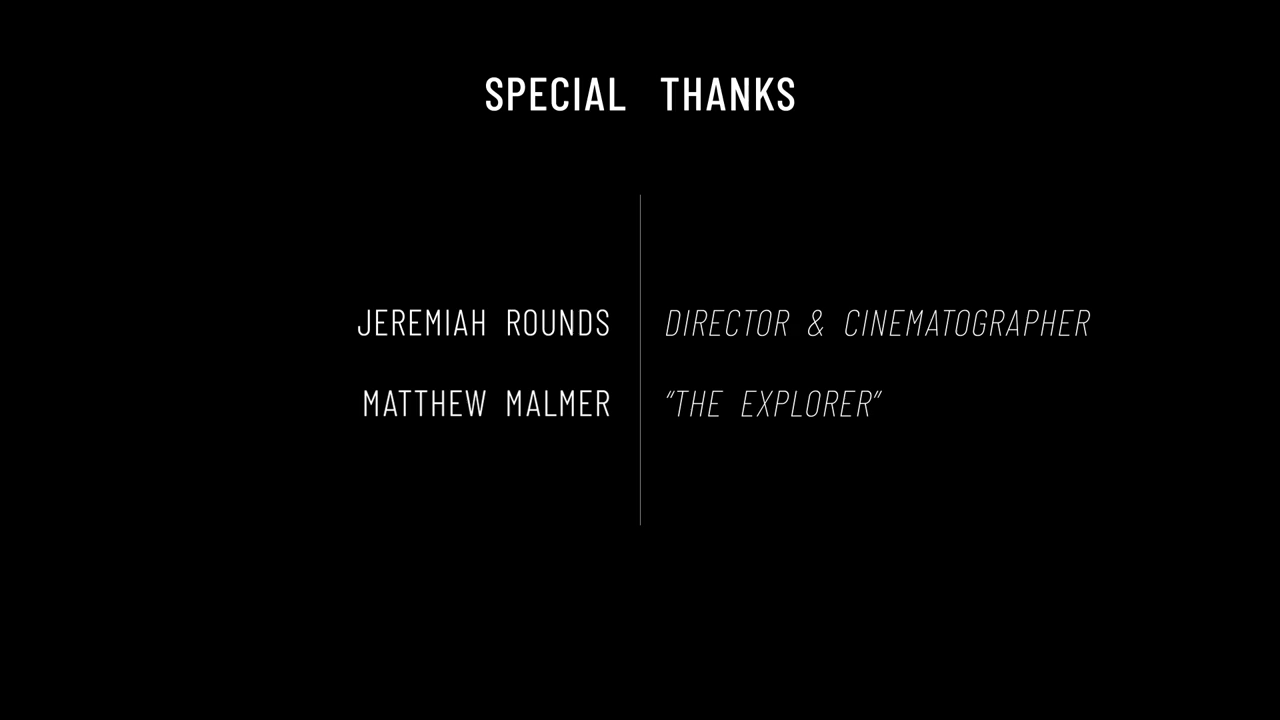 SPECIAL THANKS
JEREMIAH ROUNDS DIRECTOR & CINEMATOGRAPHER
MATTHEW MALMER “THE EXPLORER”